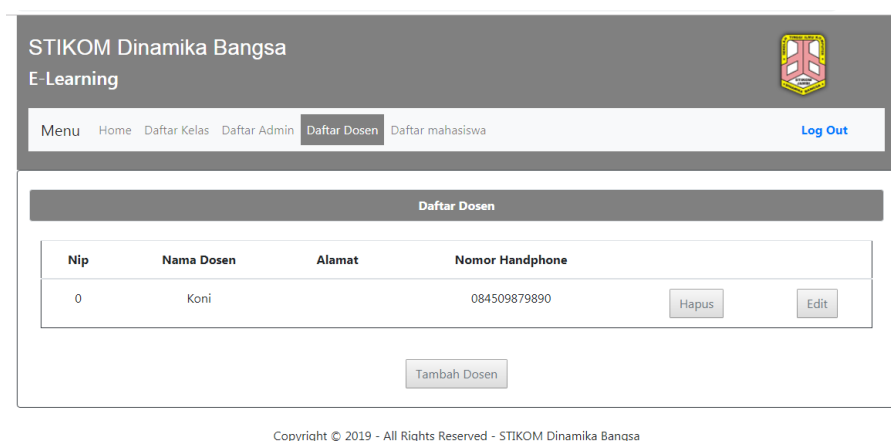 STIKOM Dinamika Bangsa
E-Learning
Menu Home Daftar Kelas Daftar Admin Daftar Dosen Daftar mahasiswa Log Out
Daftar Dosen
Nip Nama Dosen Alamat Nomor Handphone
0 Koni 084509879890 Hapus Edit
Tambah Dosen
Copyright © 2019 - All Rights Reserved - STIKOM Dinamika Bangsa